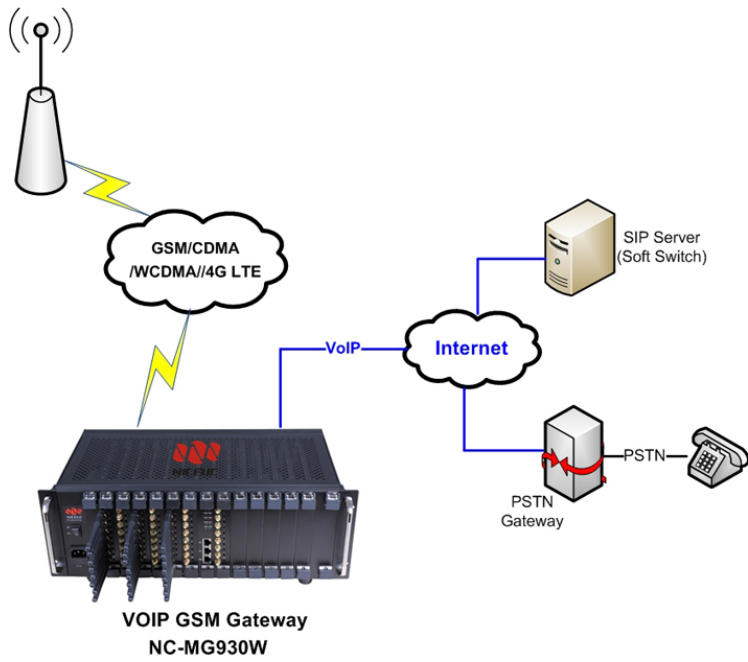 GSM/CDMA
/WCDMA//4G LTE
SIP Server
(Soft Switch)
VoIP
Internet
PSTN
PSTN
Gateway
VOIP GSM Gateway
NC-MG930W